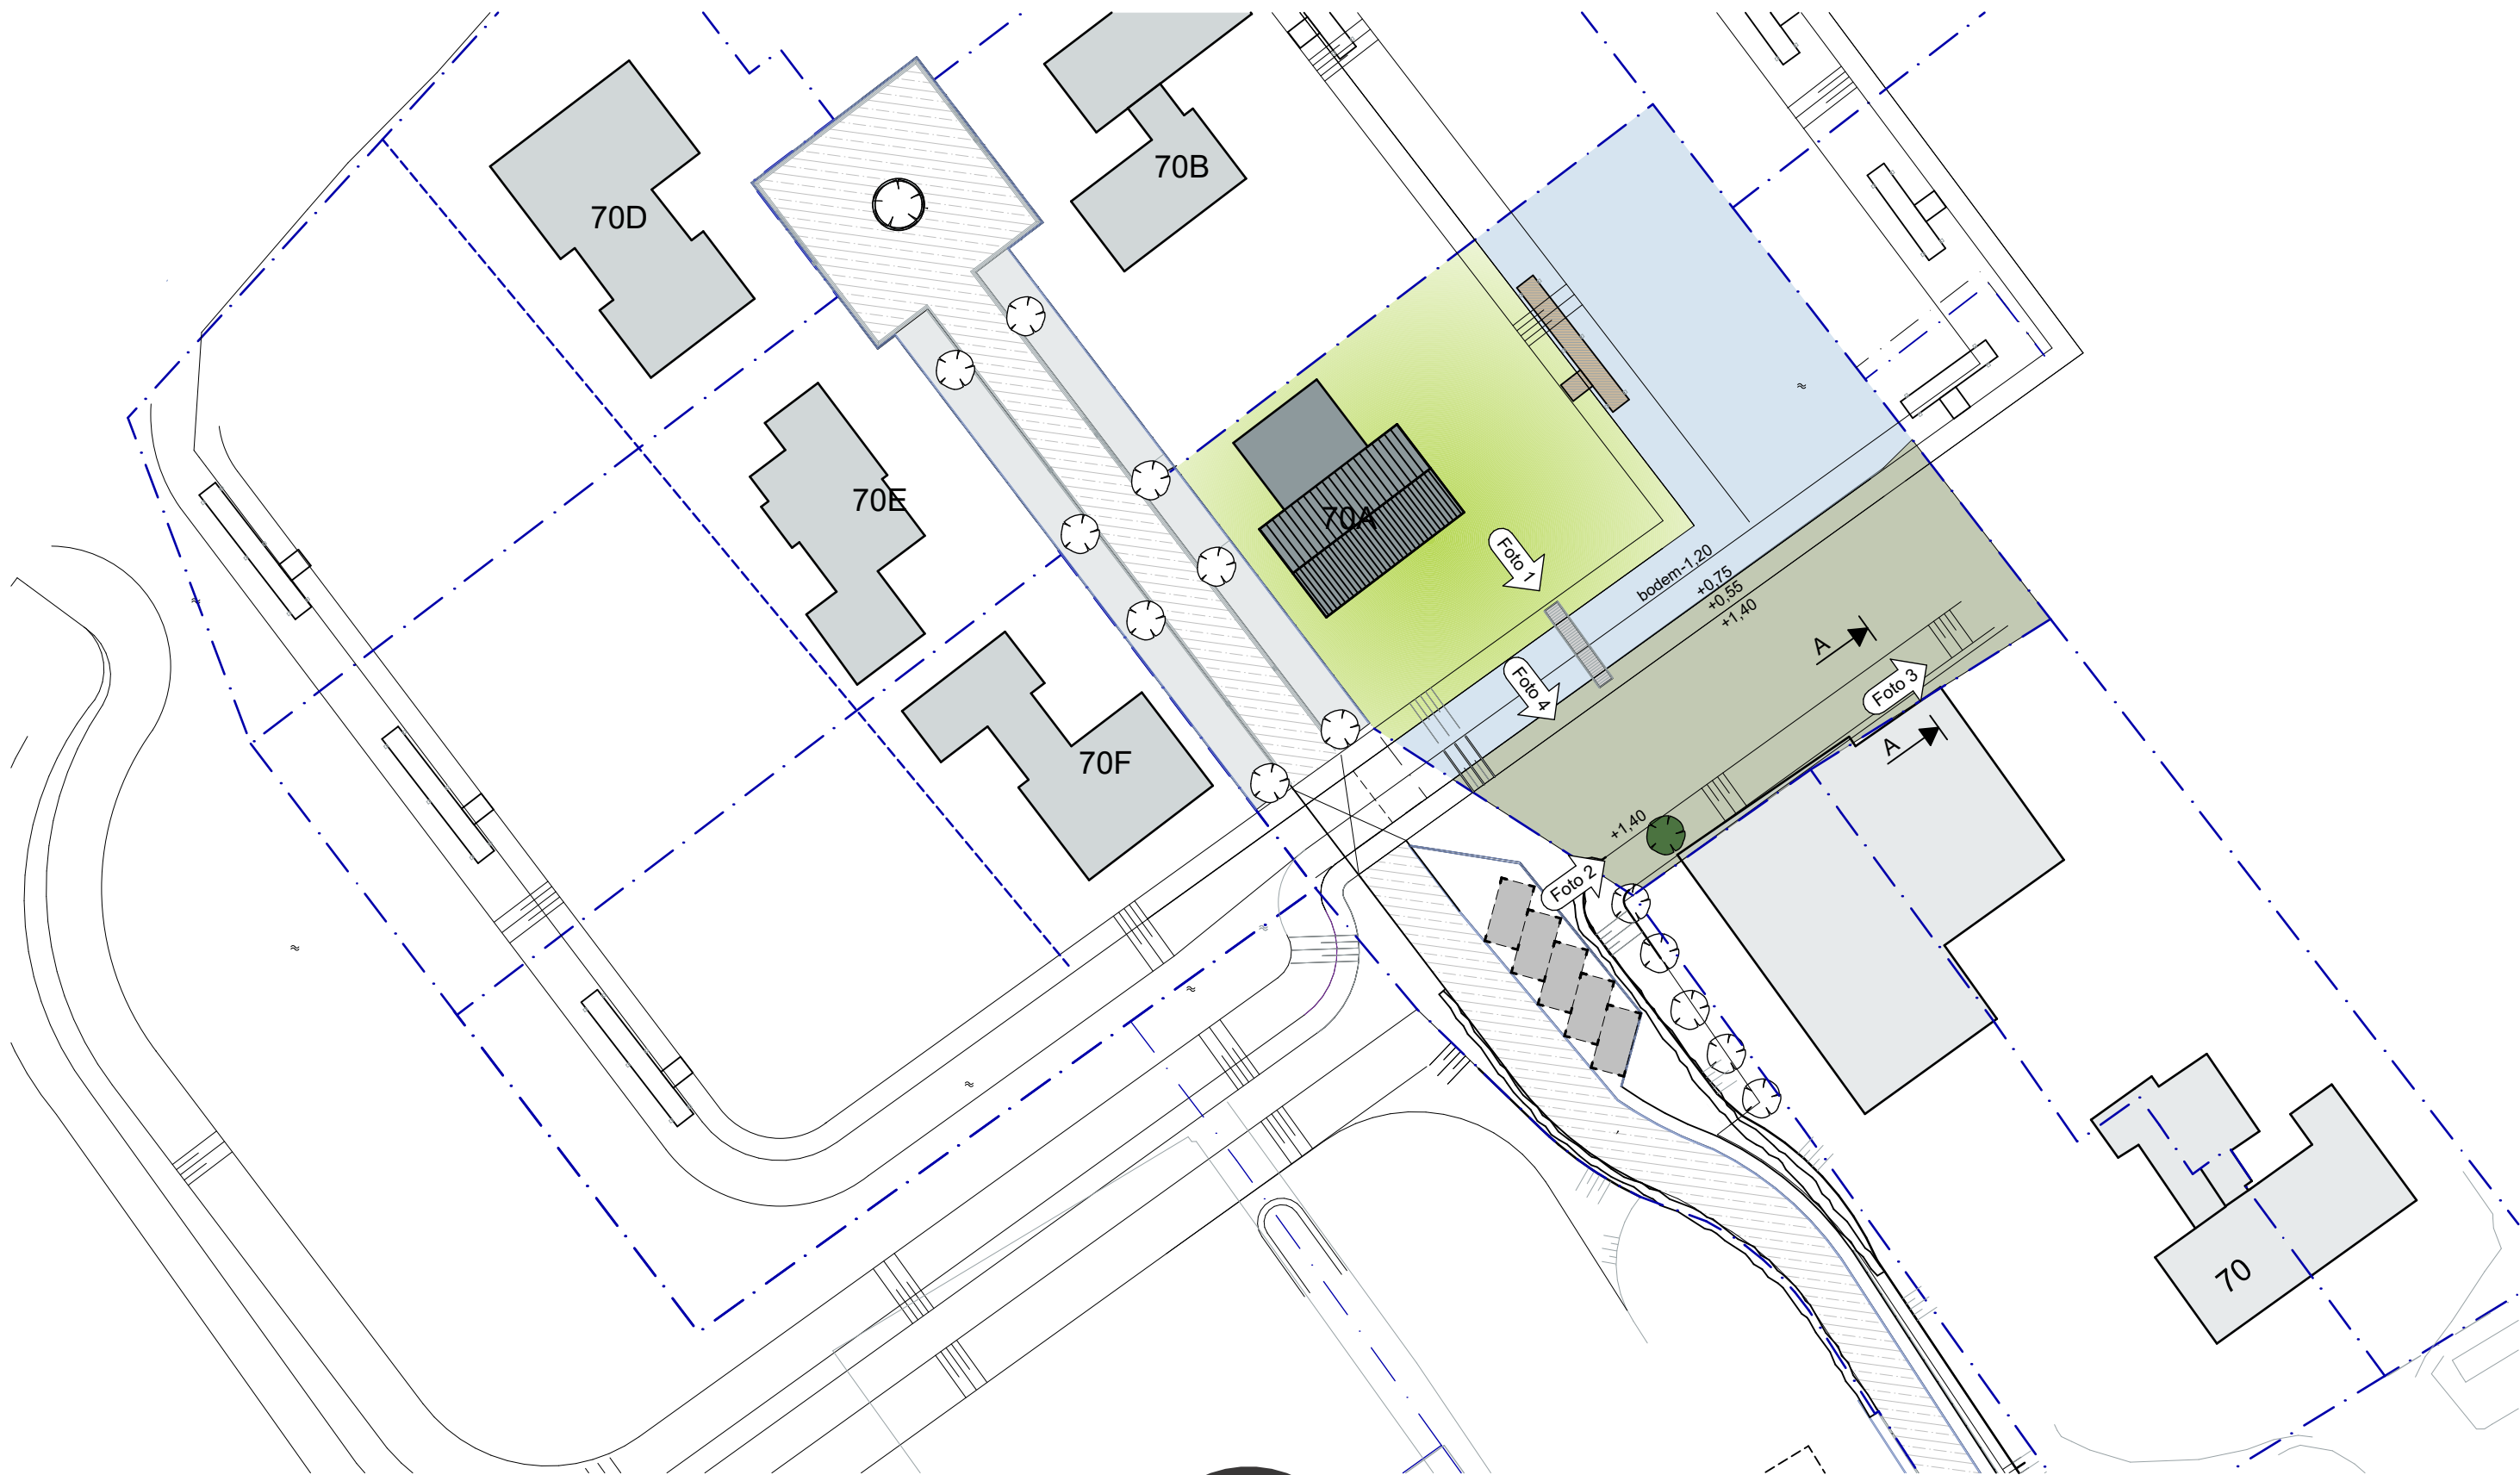 70B
70D
70E
70A
Foto 1
bodem-1,20
+0,75
+0,55
+1,40
A
Foto 4
Foto 3
A
70F
+1,40
Foto 2
70